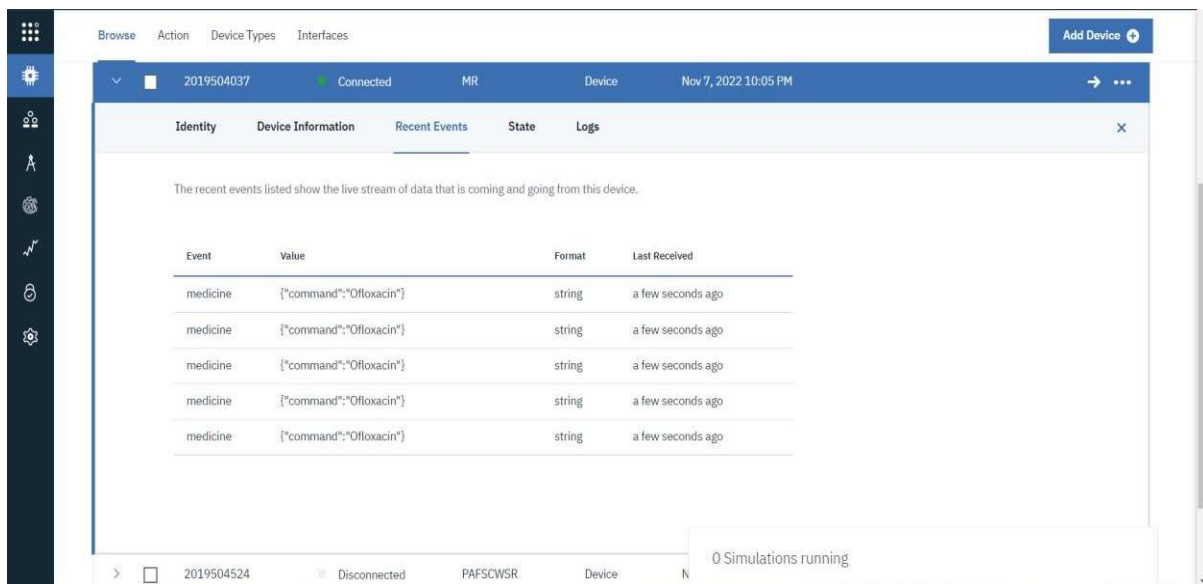 Browse Action Device Types Interfaces Add Device
2019504037 Connected MR Device Nov 7, 2022 10:05 PM
Identity Device Information Recent Events State Logs
The recent events listed show the live stream of data that is coming and going from this device.
Event Value Format Last Received
medicine {"command":"Ofloxacin"} string a few seconds ago
medicine {"command":"Ofloxacin"} string a few seconds ago
medicine {"command":"Ofloxacin"} string a few seconds ago
medicine {"command":"Ofloxacin"} string a few seconds ago
medicine {"command":"Ofloxacin"} string a few seconds ago
0 Simulations running
2019504524 Disconnected PAFSCWSR Device N